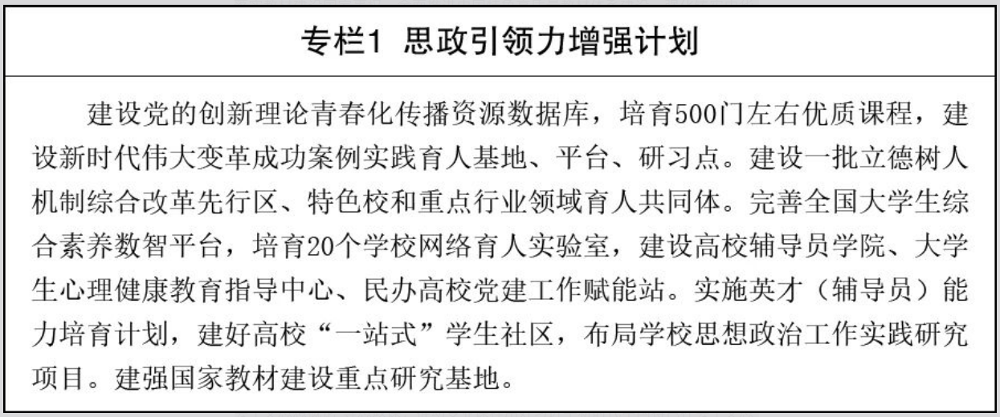 专栏1 思政引领力增强计划
建设党的创新理论青春化传播资源数据库，培育500门左右优质课程，建
设新时代伟大变革成功案例实践育人基地、平台、研习点。建设一批立德树人
机制综合改革先行区、特色校和重点行业领域育人共同体。完善全国大学生综
合素养数智平台，培育20个学校网络育人实验室，建设高校辅导员学院、大学
生心理健康教育指导中心、民办高校党建工作赋能站。实施英才（辅导员）能
力培育计划，建好高校“一站式”学生社区，布局学校思想政治工作实践研究
项目。建强国家教材建设重点研究基地。